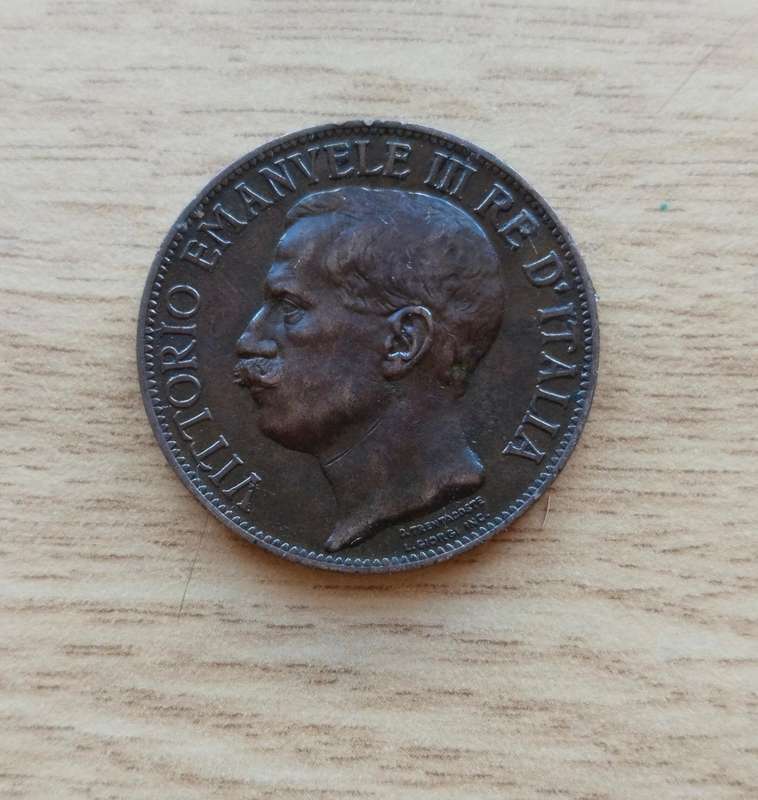 VITTORIO EMANVELE III RE D'ITALIA
D. TRENTACOSTE
L. GIORGI INC.